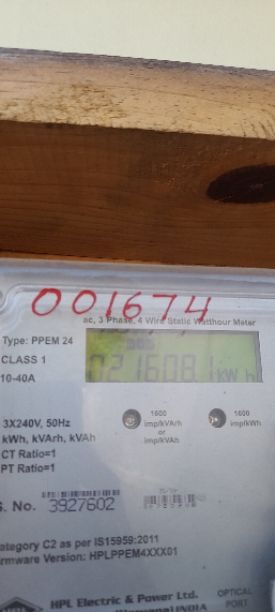 001674
ac, 3 Phase, 4 Wire Static Watthour Meter
Type: PPEM 24
CLASS 1
10-40A
021608.1 kWh
3X240V, 50Hz
kWh, kVArh, kVAh
CT Ratio=1
PT Ratio=1
1600
imp/kVArh
or
imp/kVAh
1600
imp/kWh
S. No. 3927602
ategory C2 as per IS15959:2011
rmware Version: HPLPPEM4XXX01
HPL Electric & Power Ltd.
INDIA
OPTICAL
PORT